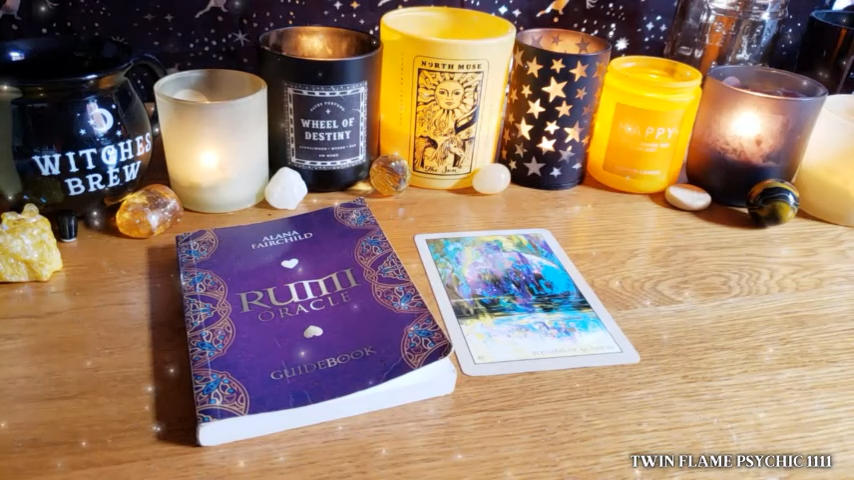 WITCHES
BREW
WHEEL OF
DESTINY
NORTH MUSE
The Sun
HAPPY
ALANA
FAIRCHILD
RUMI
ORACLE
GUIDEBOOK
TWIN FLAME PSYCHIC 1111